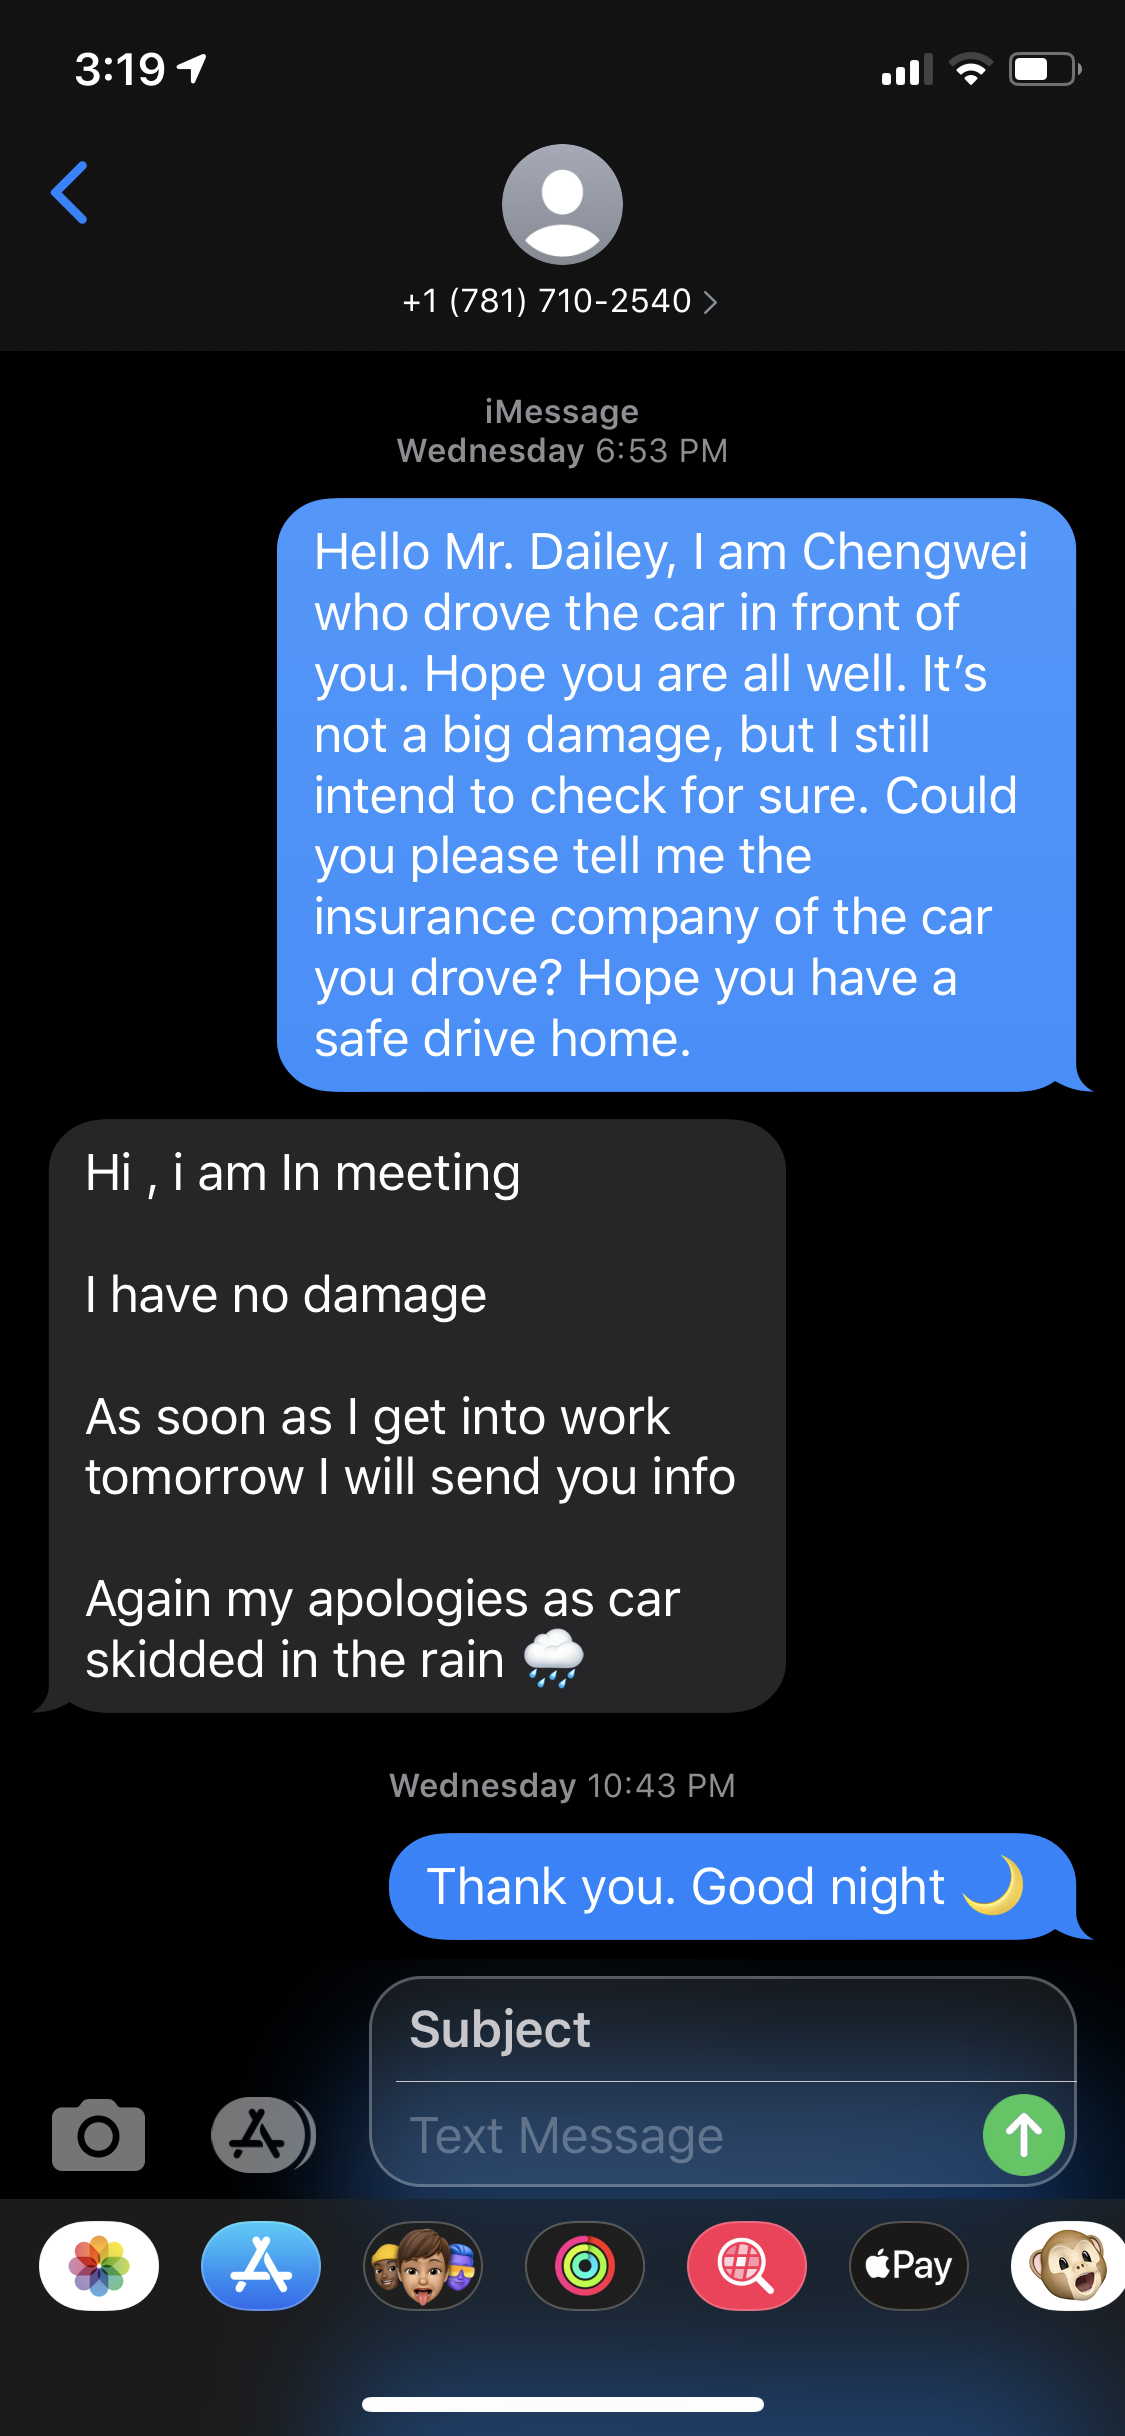 3:19
+1 (781) 710-2540
iMessage
Wednesday 6:53 PM
Hello Mr. Dailey, I am Chengwei
who drove the car in front of
you. Hope you are all well. It’s
not a big damage, but I still
intend to check for sure. Could
you please tell me the
insurance company of the car
you drove? Hope you have a
safe drive home.
Hi , i am In meeting
I have no damage
As soon as I get into work
tomorrow I will send you info
Again my apologies as car
skidded in the rain 🌧️
Wednesday 10:43 PM
Thank you. Good night 🌙
Subject
Text Message
Pay